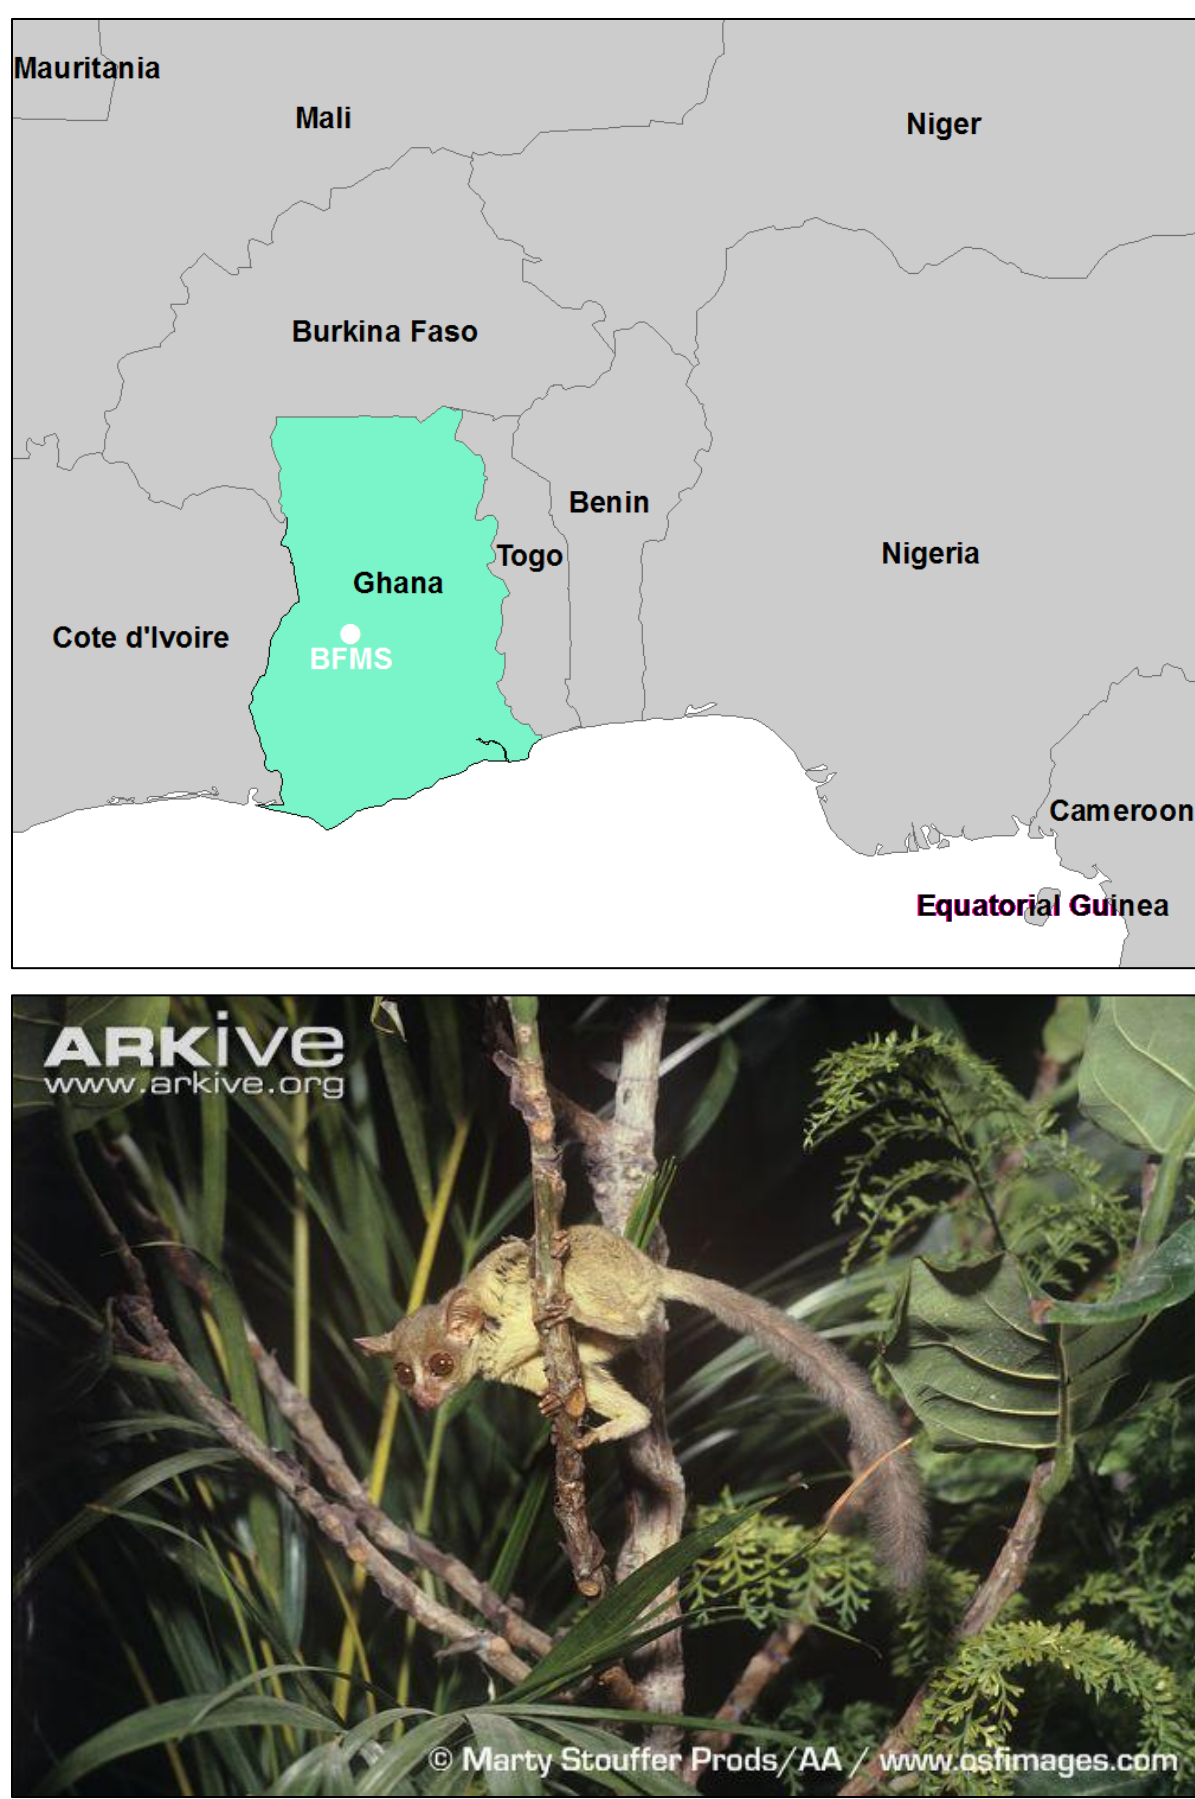 Mauritania
Mali
Niger
Burkina Faso
Benin
Togo
Nigeria
Ghana
Cote d'Ivoire
BFMS
Cameroon
Equatorial Guinea
ARKive
www.arkive.org
© Marty Stouffer Prods/AA / www.osfimages.com